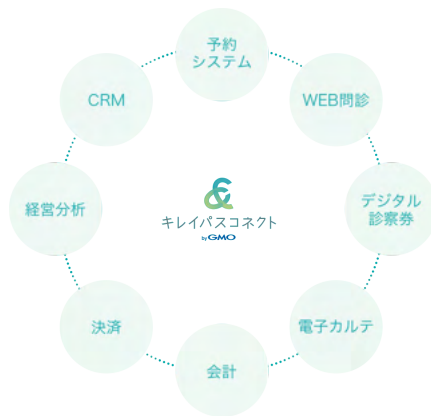 予約
システム
WEB問診
デジタル
診察券
電子カルテ
会計
決済
経営分析
CRM
キレイパスコネクト
by GMO